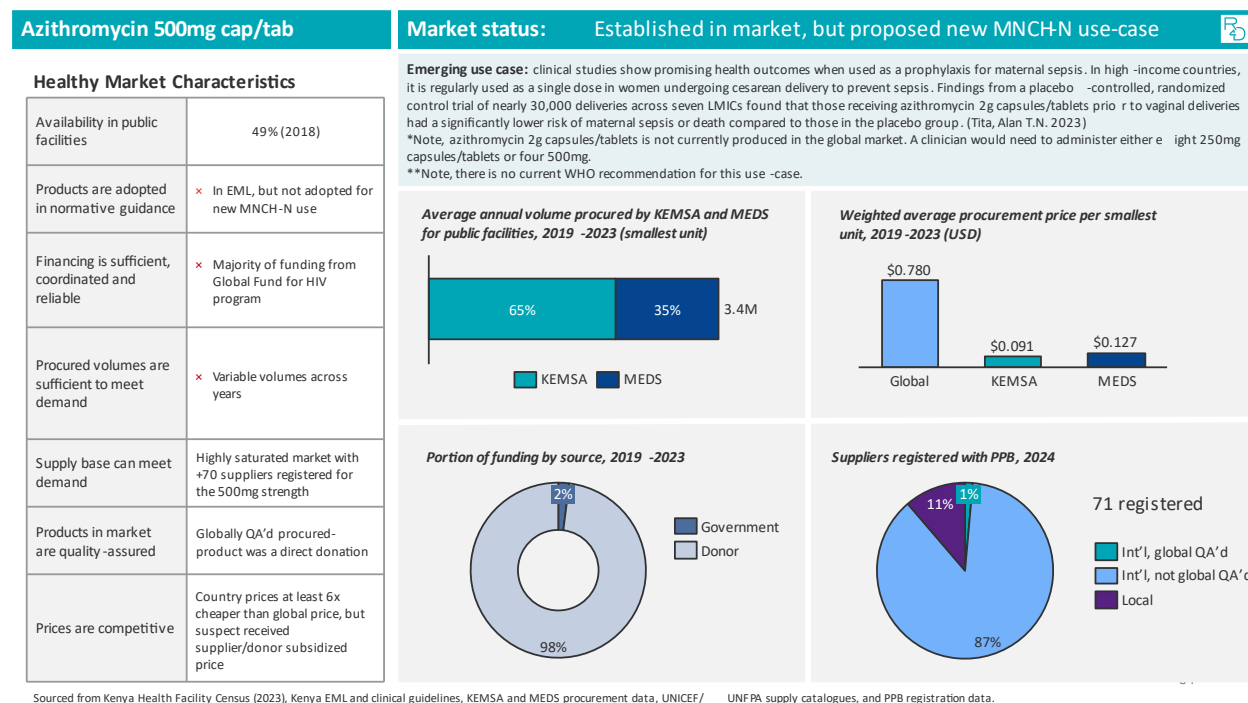 Azithromycin 500mg cap/tab
Market status: Established in market, but proposed new MNCH-N use-case
R4D
Healthy Market Characteristics
Availability in public
facilities
49% (2018)
Products are adopted
in normative guidance
× In EML, but not adopted for
new MNCH-N use
Financing is sufficient,
coordinated and
reliable
× Majority of funding from
Global Fund for HIV
program
Procured volumes are
sufficient to meet
demand
× Variable volumes across
years
Supply base can meet
demand
Highly saturated market with
+70 suppliers registered for
the 500mg strength
Products in market
are quality-assured
Globally QA'd procured-
product was a direct donation
Prices are competitive
Country prices at least 6x
cheaper than global price, but
suspect received
supplier/donor subsidized
price
Emerging use case: clinical studies show promising health outcomes when used as a prophylaxis for maternal sepsis. In high -income countries,
it is regularly used as a single dose in women undergoing cesarean delivery to prevent sepsis. Findings from a placebo -controlled, randomized
control trial of nearly 30,000 deliveries across seven LMICs found that those receiving azithromycin 2g capsules/tablets prio r to vaginal deliveries
had a significantly lower risk of maternal sepsis or death compared to those in the placebo group. (Tita, Alan T.N. 2023)
*Note, azithromycin 2g capsules/tablets is not currently produced in the global market. A clinician would need to administer either e ight 250mg
capsules/tablets or four 500mg.
**Note, there is no current WHO recommendation for this use -case.
Average annual volume procured by KEMSA and MEDS
for public facilities, 2019 -2023 (smallest unit)
65%
35%
3.4M
KEMSA
MEDS
Weighted average procurement price per smallest
unit, 2019 -2023 (USD)
$0.780
$0.091
$0.127
Global
KEMSA
MEDS
Portion of funding by source, 2019 -2023
2%
98%
Government
Donor
Suppliers registered with PPB, 2024
11%
1%
87%
71 registered
Int'l, global QA'd
Int'l, not global QA'd
Local
Sourced from Kenya Health Facility Census (2023), Kenya EML and clinical guidelines, KEMSA and MEDS procurement data, UNICEF/ UNFPA supply catalogues, and PPB registration data.